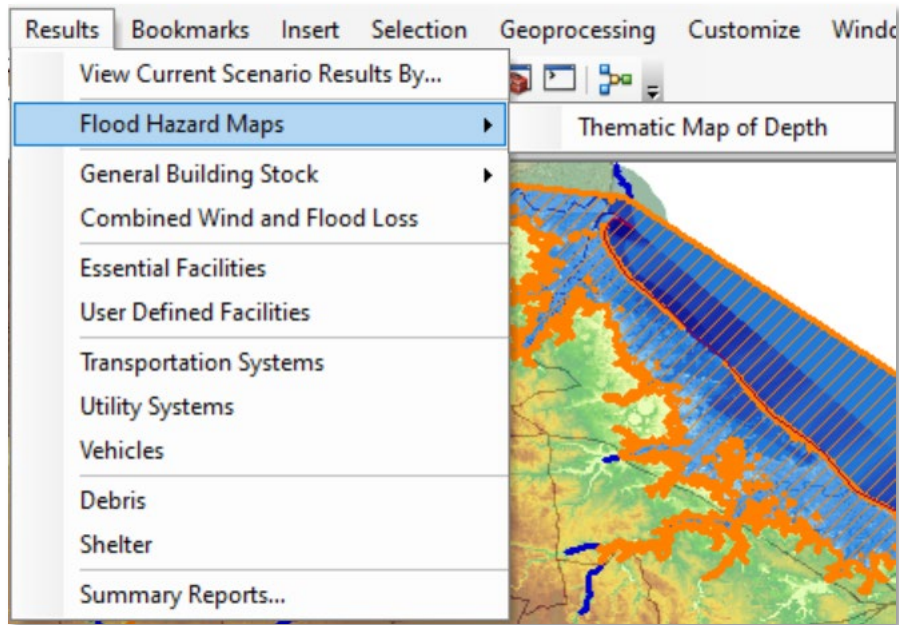 Results Bookmarks Insert Selection Geoprocessing Customize
View Current Scenario Results By...
Flood Hazard Maps
Thematic Map of Depth
General Building Stock
Combined Wind and Flood Loss
Essential Facilities
User Defined Facilities
Transportation Systems
Utility Systems
Vehicles
Debris
Shelter
Summary Reports...